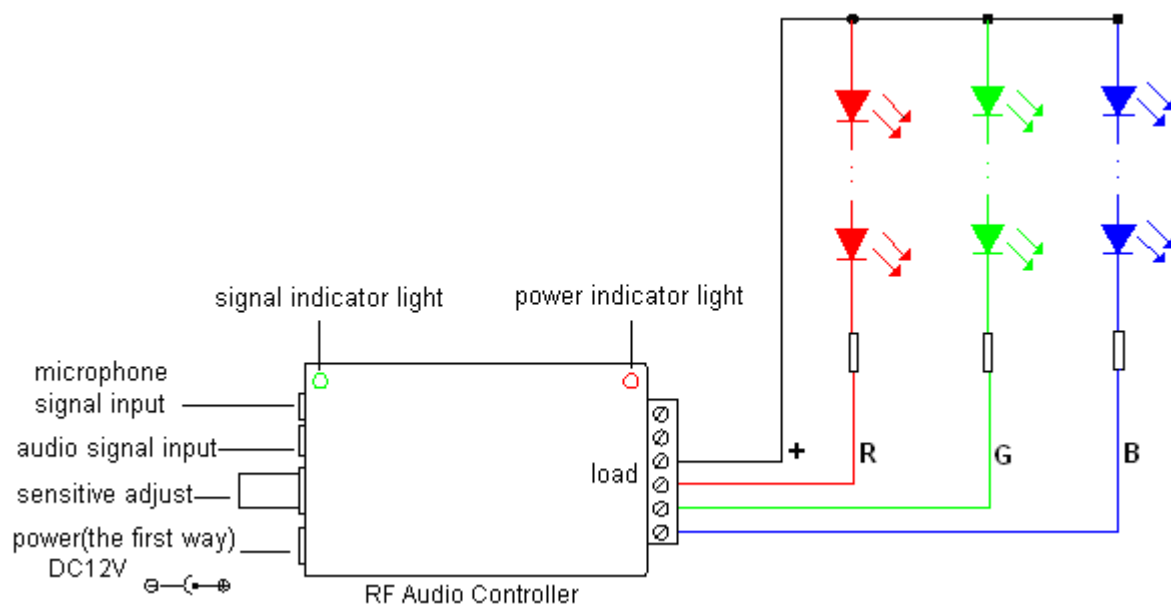 signal indicator light
power indicator light
microphone
signal input
audio signal input
sensitive adjust
power(the first way)
DC12V
load
+
R
G
B
RF Audio Controller